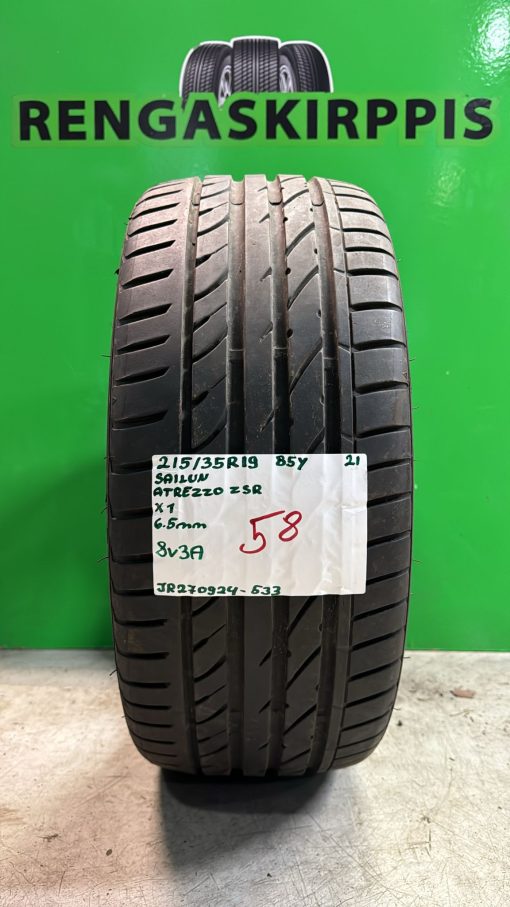 RENGASKIRPPIS
215/35R19 85Y 21
SAILUN
ATREZZO ZSR
X1
6.5mm
58
8v3A
JR270924-533